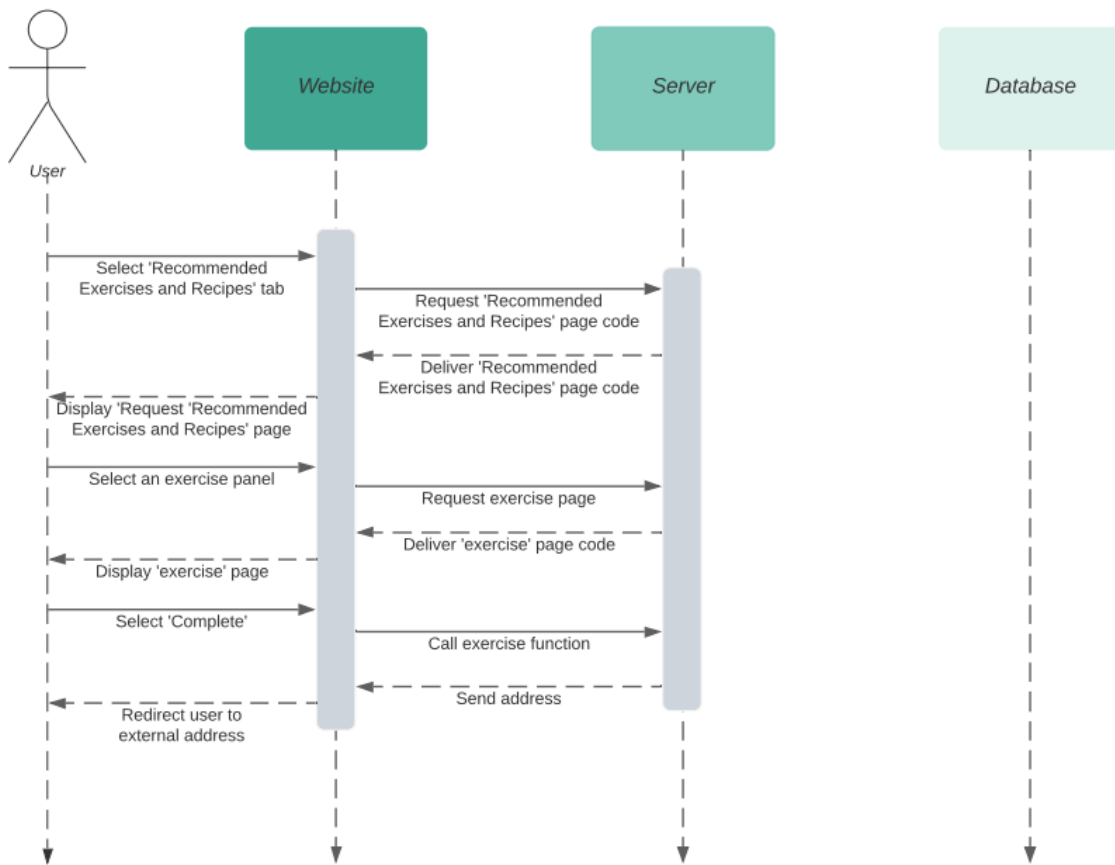 Website
Server
Database
User
Select 'Recommended
Exercises and Recipes' tab
Request 'Recommended
Exercises and Recipes' page code
Deliver 'Recommended
Exercises and Recipes' page code
Display 'Request 'Recommended
Exercises and Recipes' page
Select an exercise panel
Request exercise page
Deliver 'exercise' page code
Display 'exercise' page
Select 'Complete'
Call exercise function
Send address
Redirect user to
external address